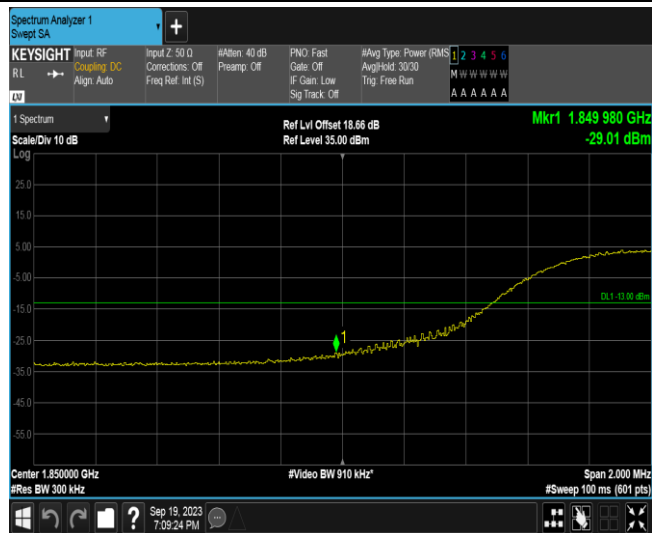 Spectrum Analyzer 1
Swept SA
+
KEYSIGHT
RL
LXI
Input: RF
Coupling: DC
Align: Auto
Input Z: 50 Ω
Corrections: Off
Freq Ref: Int (S)
#Atten: 40 dB
Preamp: Off
PNO: Fast
Gate: Off
IF Gain: Low
Sig Track: Off
#Avg Type: Power (RMS
Avg|Hold: 30/30
Trig: Free Run
1 2 3 4 5 6
M W W W W W
A A A A A A
1 Spectrum
Scale/Div 10 dB
Log
Ref Lvl Offset 18.66 dB
Ref Level 35.00 dBm
Mkr1 1.849 980 GHz
-29.01 dBm
25.0
15.0
5.00
-5.00
-15.0
-25.0
-35.0
-45.0
-55.0
DL1 -13.00 dBm
1
Center 1.850000 GHz
#Res BW 300 kHz
#Video BW 910 kHz*
Span 2.000 MHz
#Sweep 100 ms (601 pts)
?
Sep 19, 2023
7:09:24 PM